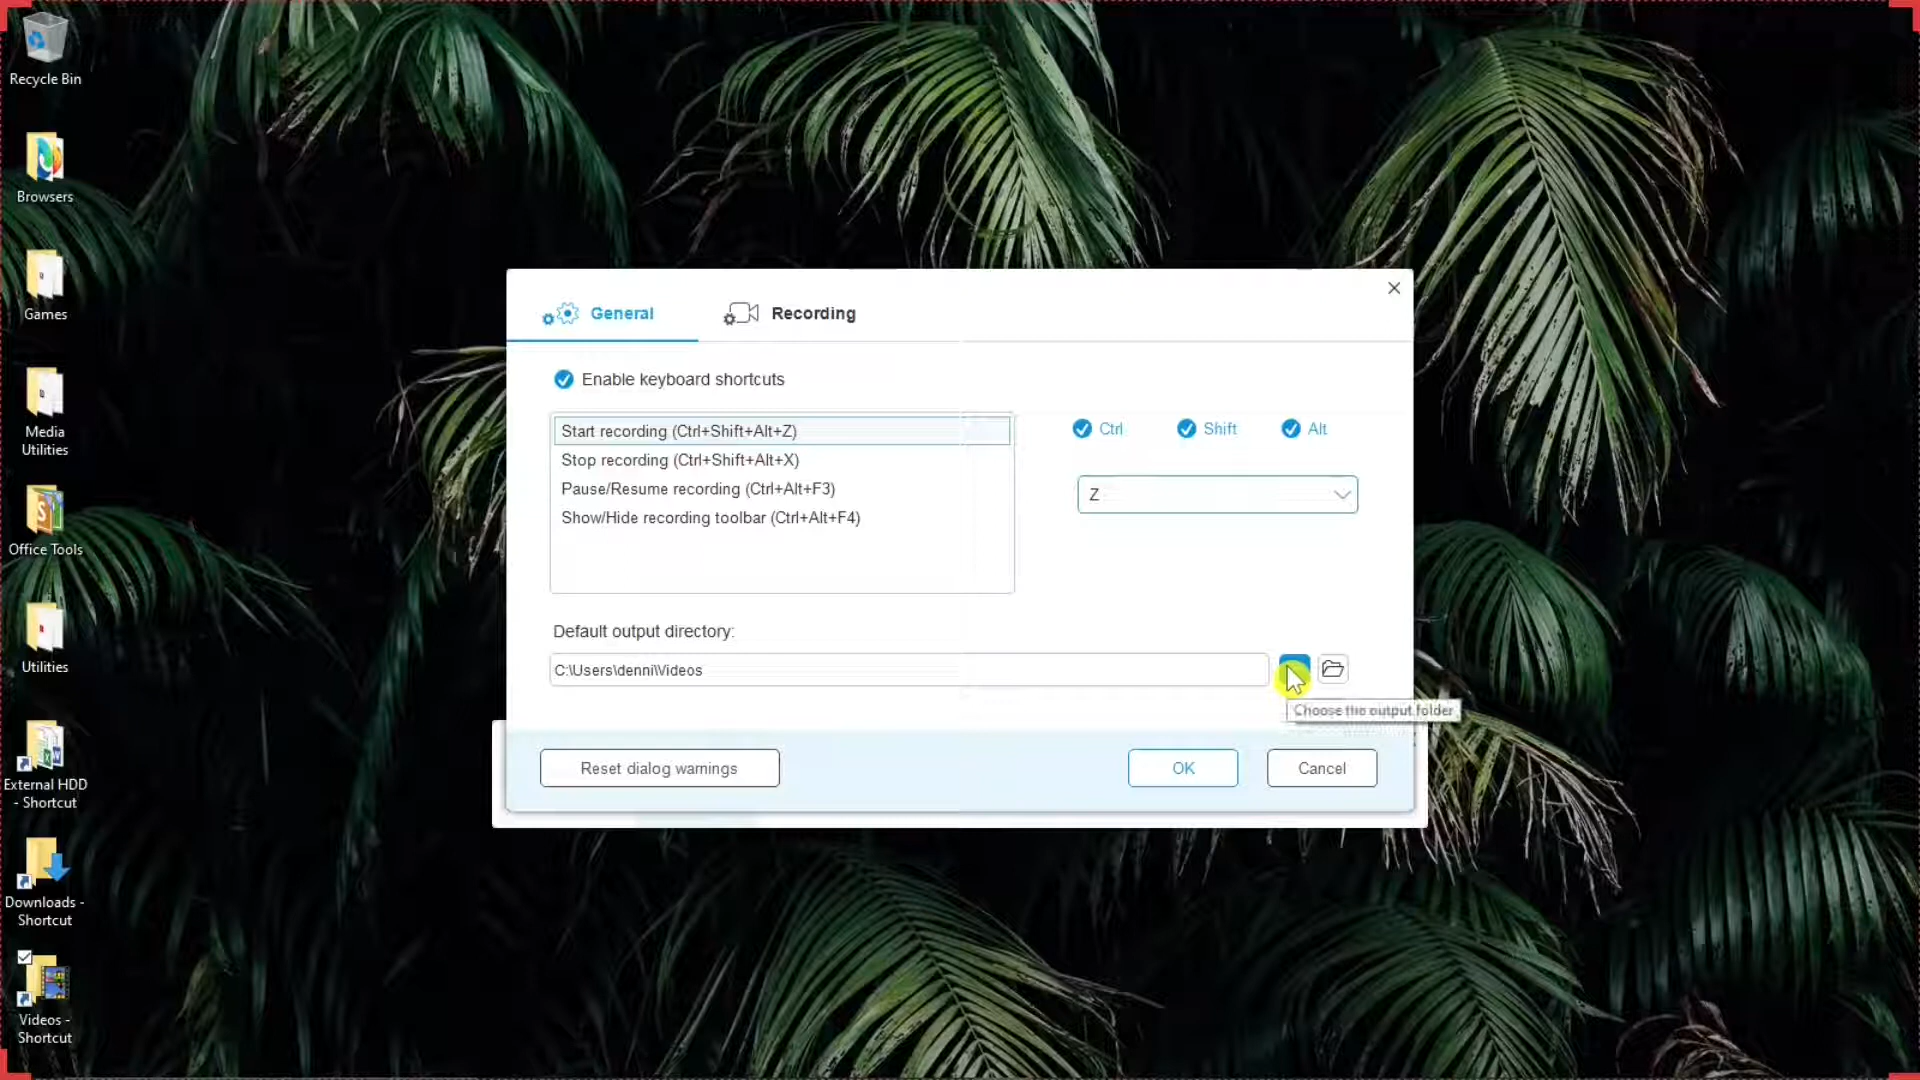 Recycle Bin
Browsers
Games
Media
Utilities
Office Tools
Utilities
External HDD
- Shortcut
Downloads -
Shortcut
Videos -
Shortcut
General
Recording
Enable keyboard shortcuts
Start recording (Ctrl+Shift+Alt+Z)
Stop recording (Ctrl+Shift+Alt+X)
Pause/Resume recording (Ctrl+Alt+F3)
Show/Hide recording toolbar (Ctrl+Alt+F4)
Ctrl Shift Alt
Z
Default output directory:
C:\Users\denni\Videos
Choose the output folder
Reset dialog warnings
OK
Cancel